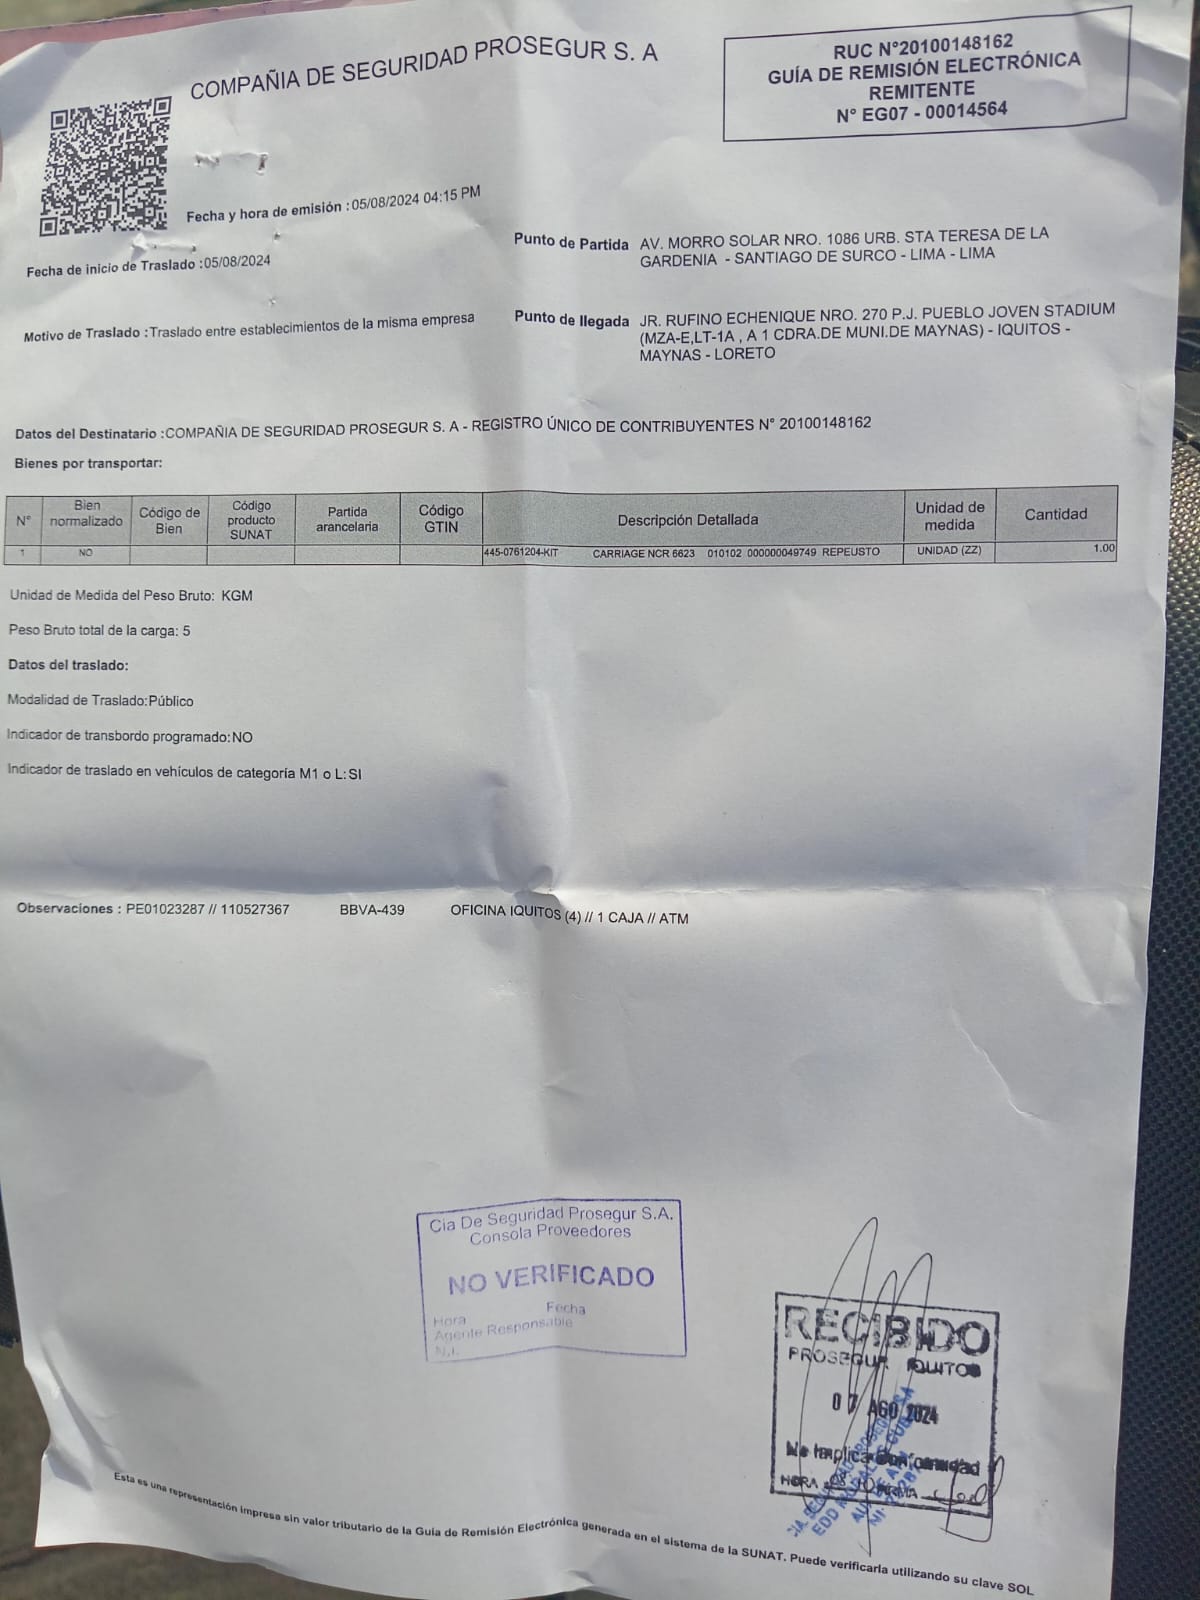 COMPAÑIA DE SEGURIDAD PROSEGUR S. A
RUC N°20100148162
GUÍA DE REMISIÓN ELECTRÓNICA
REMITENTE
N° EG07 - 00014564
Fecha y hora de emisión :05/08/2024 04:15 PM
Fecha de inicio de Traslado :05/08/2024
Punto de Partida AV. MORRO SOLAR NRO. 1086 URB. STA TERESA DE LA
GARDENIA - SANTIAGO DE SURCO - LIMA - LIMA
Motivo de Traslado :Traslado entre establecimientos de la misma empresa
Punto de llegada JR. RUFINO ECHENIQUE NRO. 270 P.J. PUEBLO JOVEN STADIUM
(MZA-E,LT-1A , A 1 CDRA.DE MUNI.DE MAYNAS) - IQUITOS -
MAYNAS - LORETO
Datos del Destinatario :COMPAÑIA DE SEGURIDAD PROSEGUR S. A - REGISTRO ÚNICO DE CONTRIBUYENTES N° 20100148162
Bienes por transportar:
N° Bien normalizado Código de Bien Código producto SUNAT Partida arancelaria Código GTIN Descripción Detallada Unidad de medida Cantidad
1 NO 445-0761204-KIT CARRIAGE NCR 6623 010102 000000049749 REPEUSTO UNIDAD (ZZ) 1.00
Unidad de Medida del Peso Bruto: KGM
Peso Bruto total de la carga: 5
Datos del traslado:
Modalidad de Traslado:Público
Indicador de transbordo programado:NO
Indicador de traslado en vehículos de categoría M1 o L:SI
Observaciones : PE01023287 // 110527367 BBVA-439 OFICINA IQUITOS (4) // 1 CAJA // ATM
Cia De Seguridad Prosegur S.A.
Consola Proveedores
NO VERIFICADO
Fecha
Hora
Agente Responsable
N.I.
RECIBIDO
PROSEGUR IQUITOS
07 AGO 2024
No Implica Conformidad
HORA FIRMA
Esta es una representación impresa sin valor tributario de la Guía de Remisión Electrónica generada en el sistema de la SUNAT. Puede verificarla utilizando su clave SOL